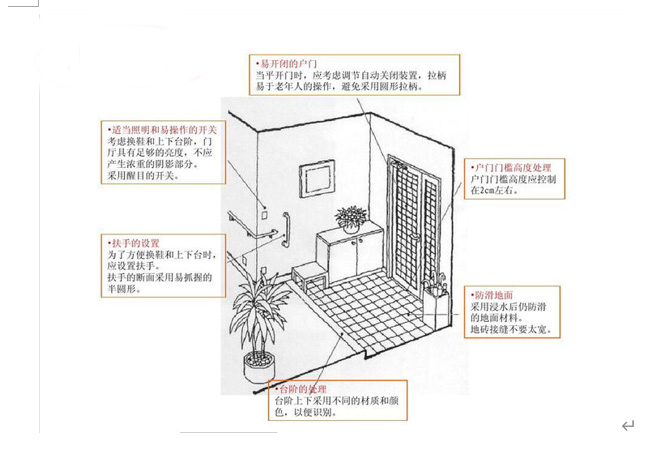 •易开闭的户门
当平开门时，应考虑调节自动关闭装置，拉柄
易于老年人的操作，避免采用圆形拉柄。
•适当照明和易操作的开关
考虑换鞋和上下台阶，门
厅具有足够的亮度，不应
产生浓重的阴影部分。
采用醒目的开关。
•户门门槛高度处理
户门门槛高度应控制
在2cm左右。
•扶手的设置
为了方便换鞋和上下台时，
应设置扶手。
扶手的断面采用易抓握的
半圆形。
•防滑地面
采用浸水后仍防滑
的地面材料。
地砖接缝不要太宽。
•台阶的处理
台阶上下采用不同的材质和颜
色，以便识别。